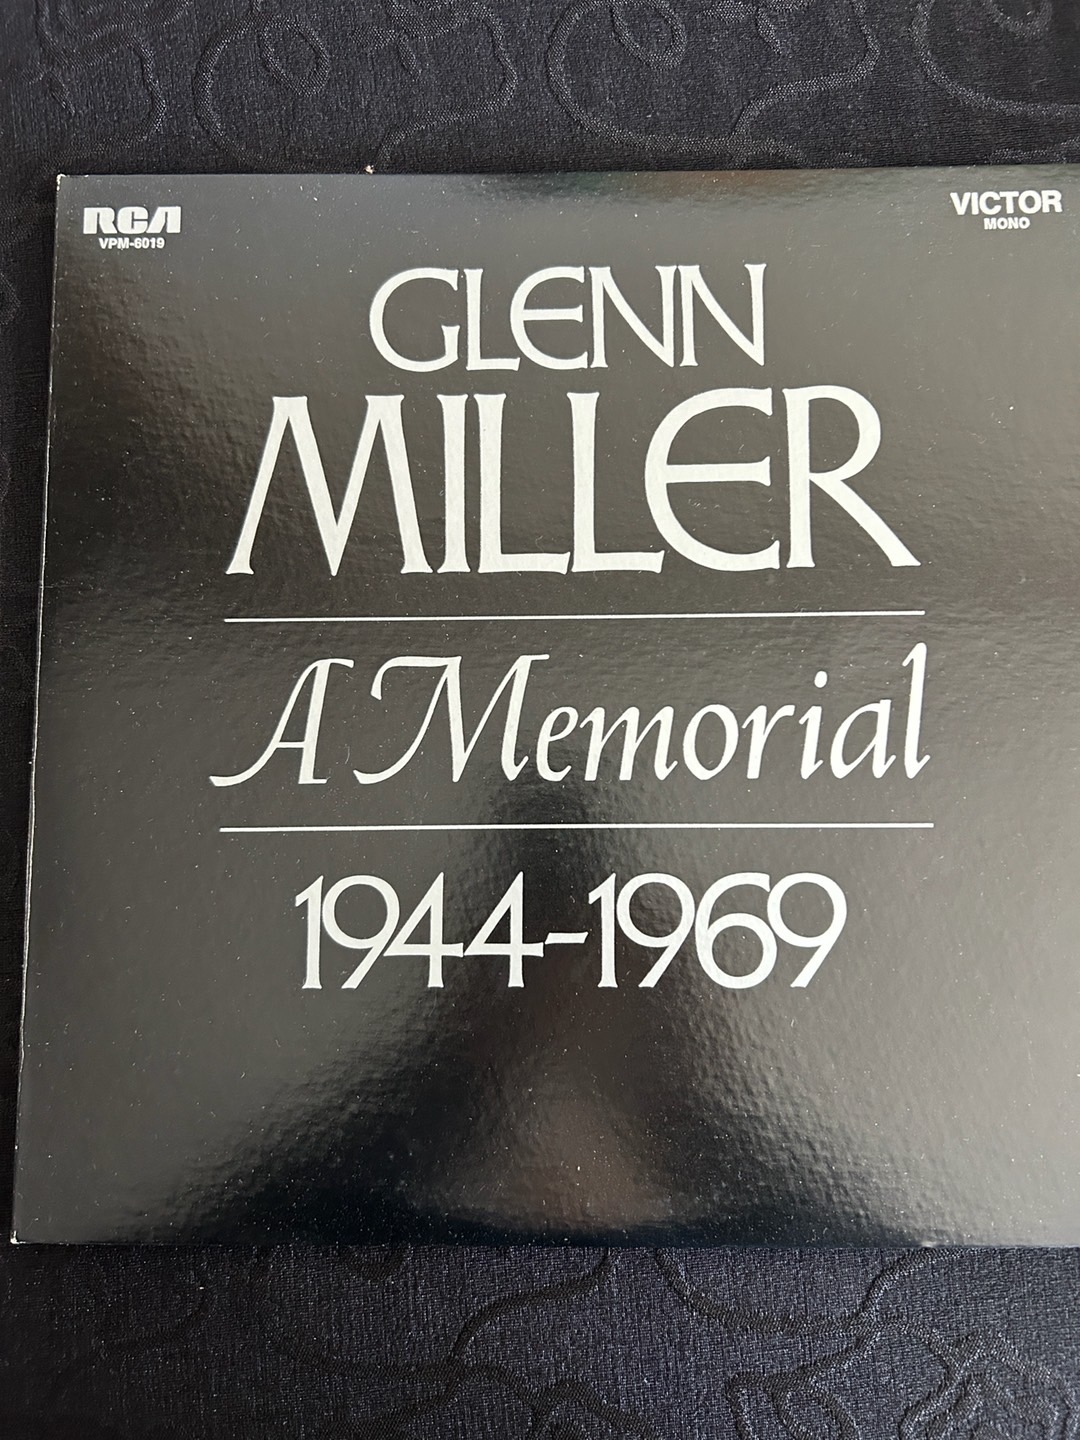 RCA
VPM-6019
VICTOR
MONO
GLENN
MILLER
A Memorial
1944-1969